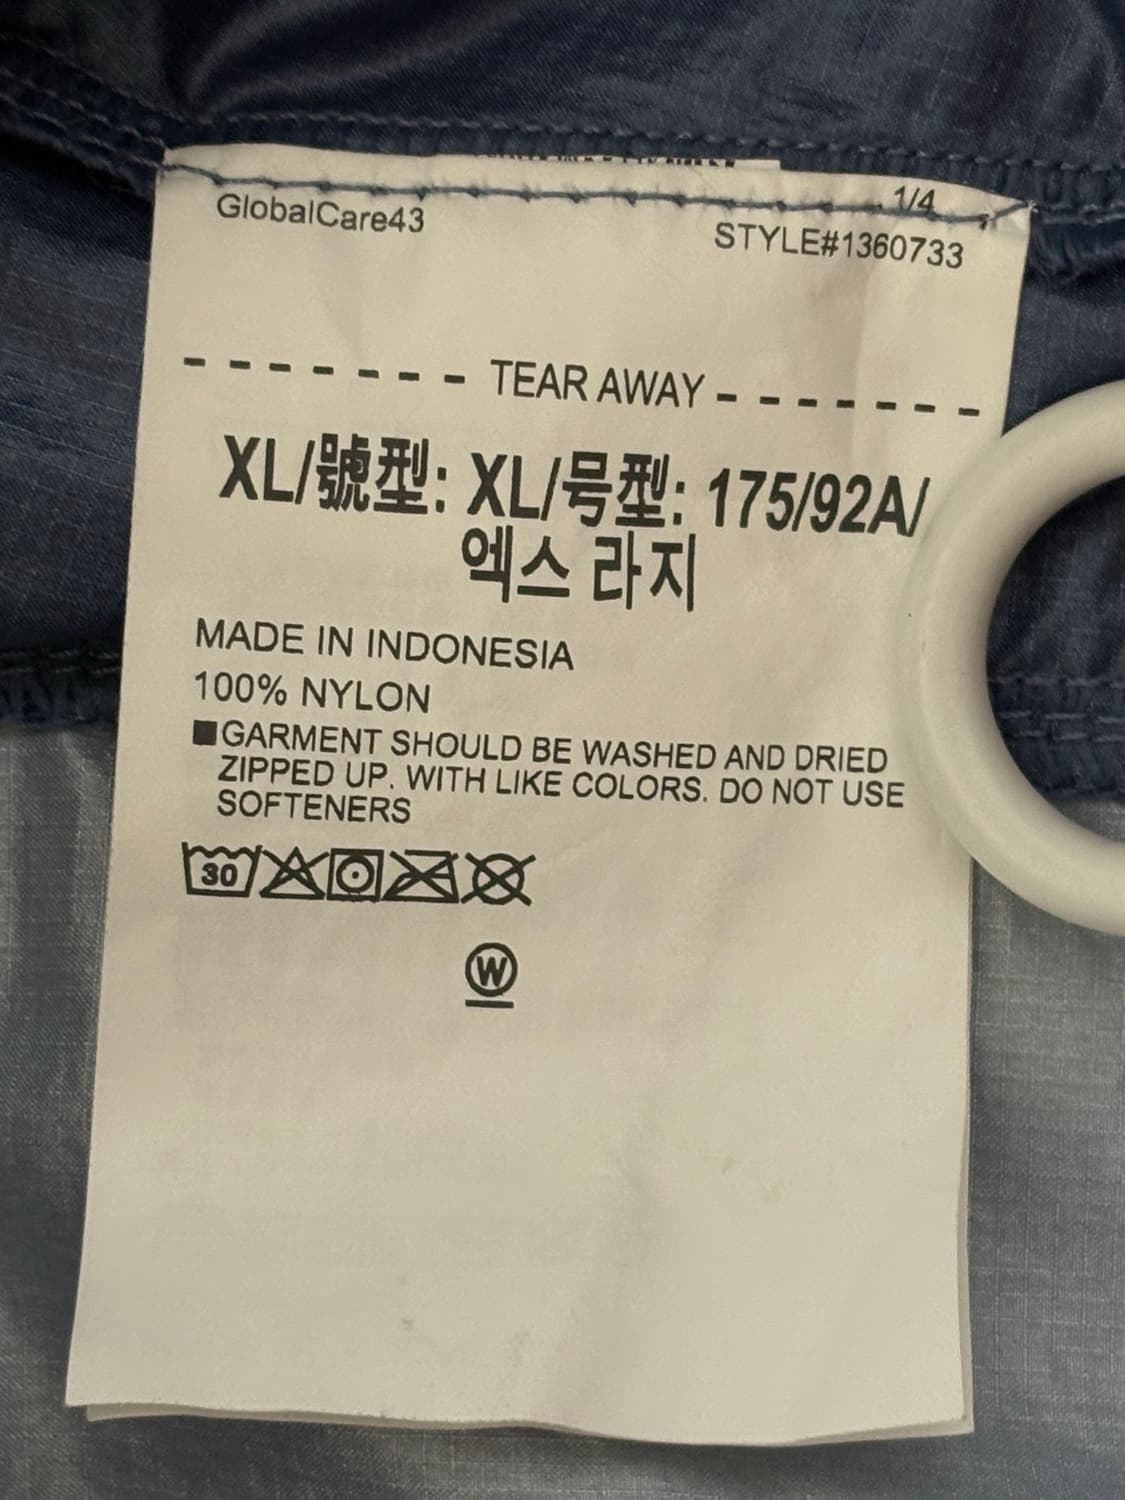 1/4
GlobalCare43
STYLE#1360733
- - - - - - - TEAR AWAY - - - - - - -
XL/號型: XL/号型: 175/92A/
엑스 라지
MADE IN INDONESIA
100% NYLON
■GARMENT SHOULD BE WASHED AND DRIED
ZIPPED UP. WITH LIKE COLORS. DO NOT USE
SOFTENERS
30
W